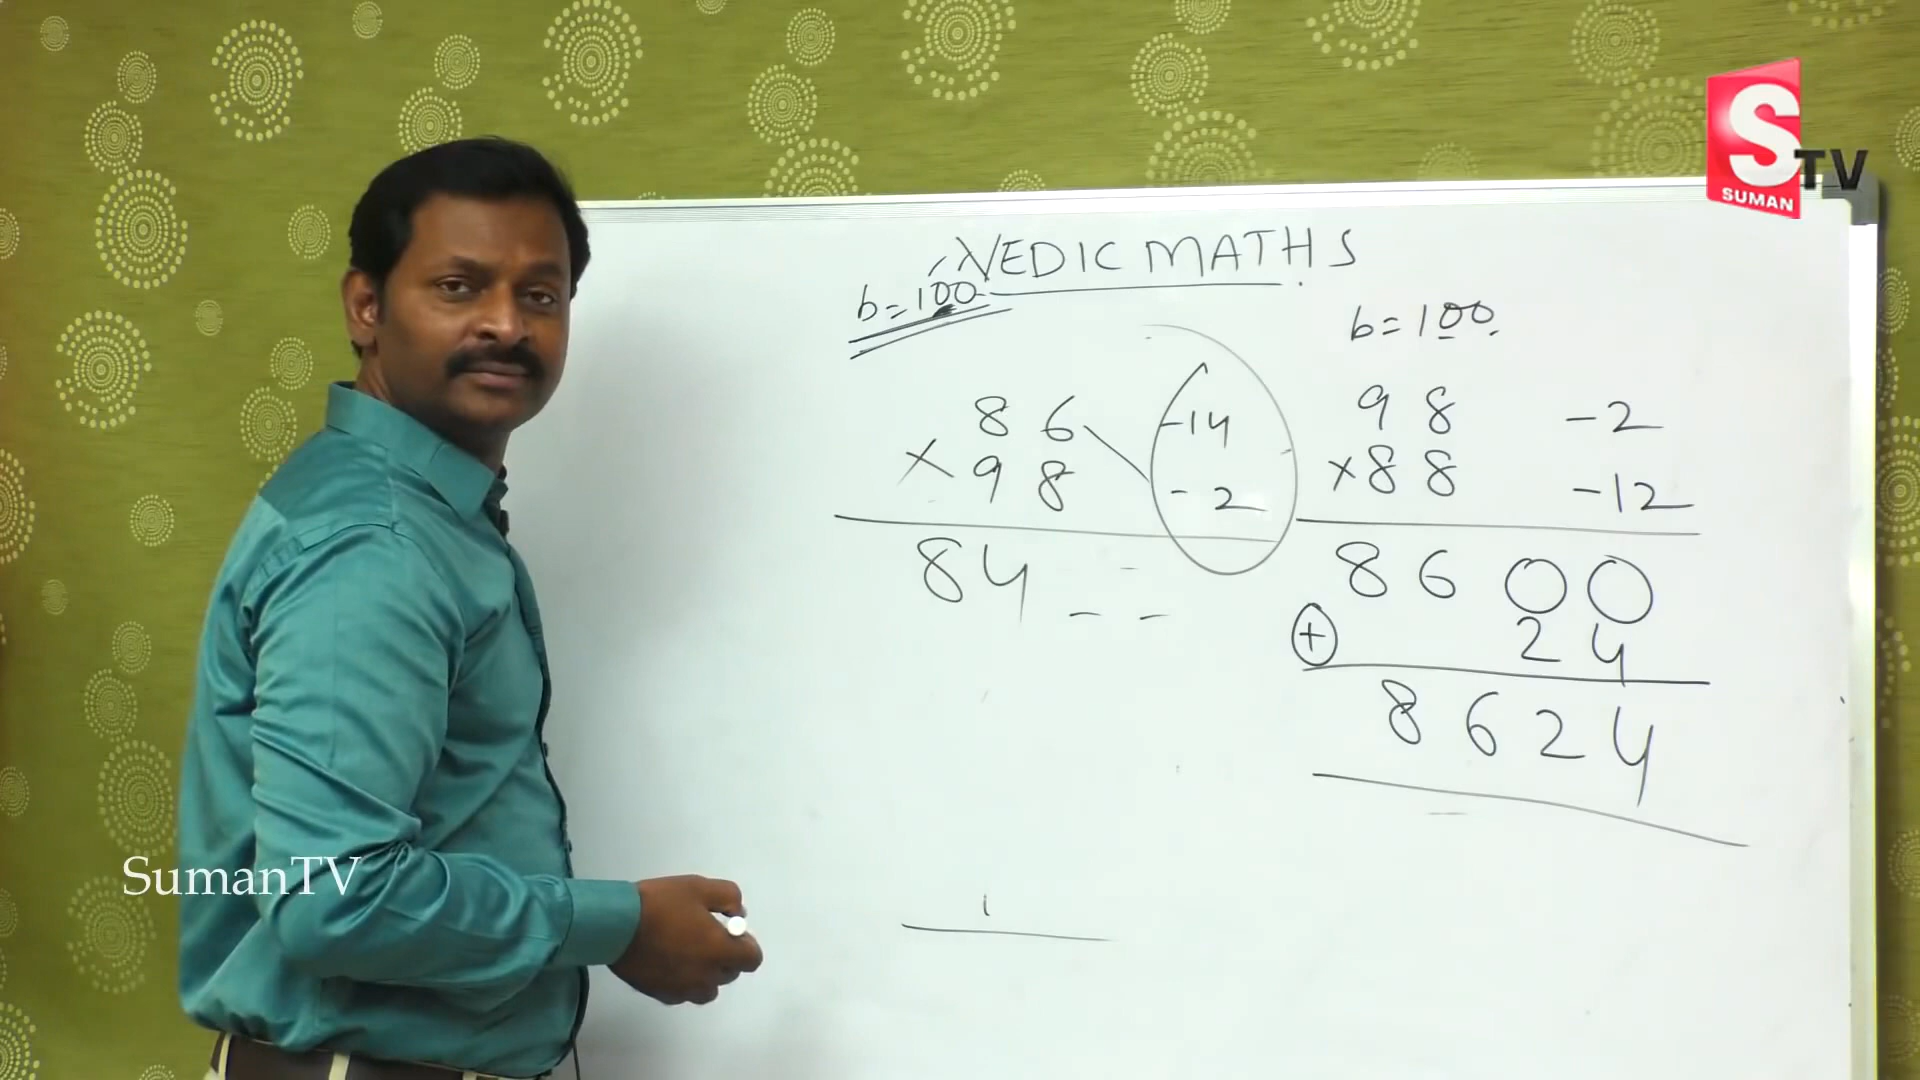 S TV
SUMAN
VEDIC MATHS
b=100
86 -14
×98 -2
84 _ _
b=100.
98 -2
×88 -12
8600
+ 24
8624
SumanTV